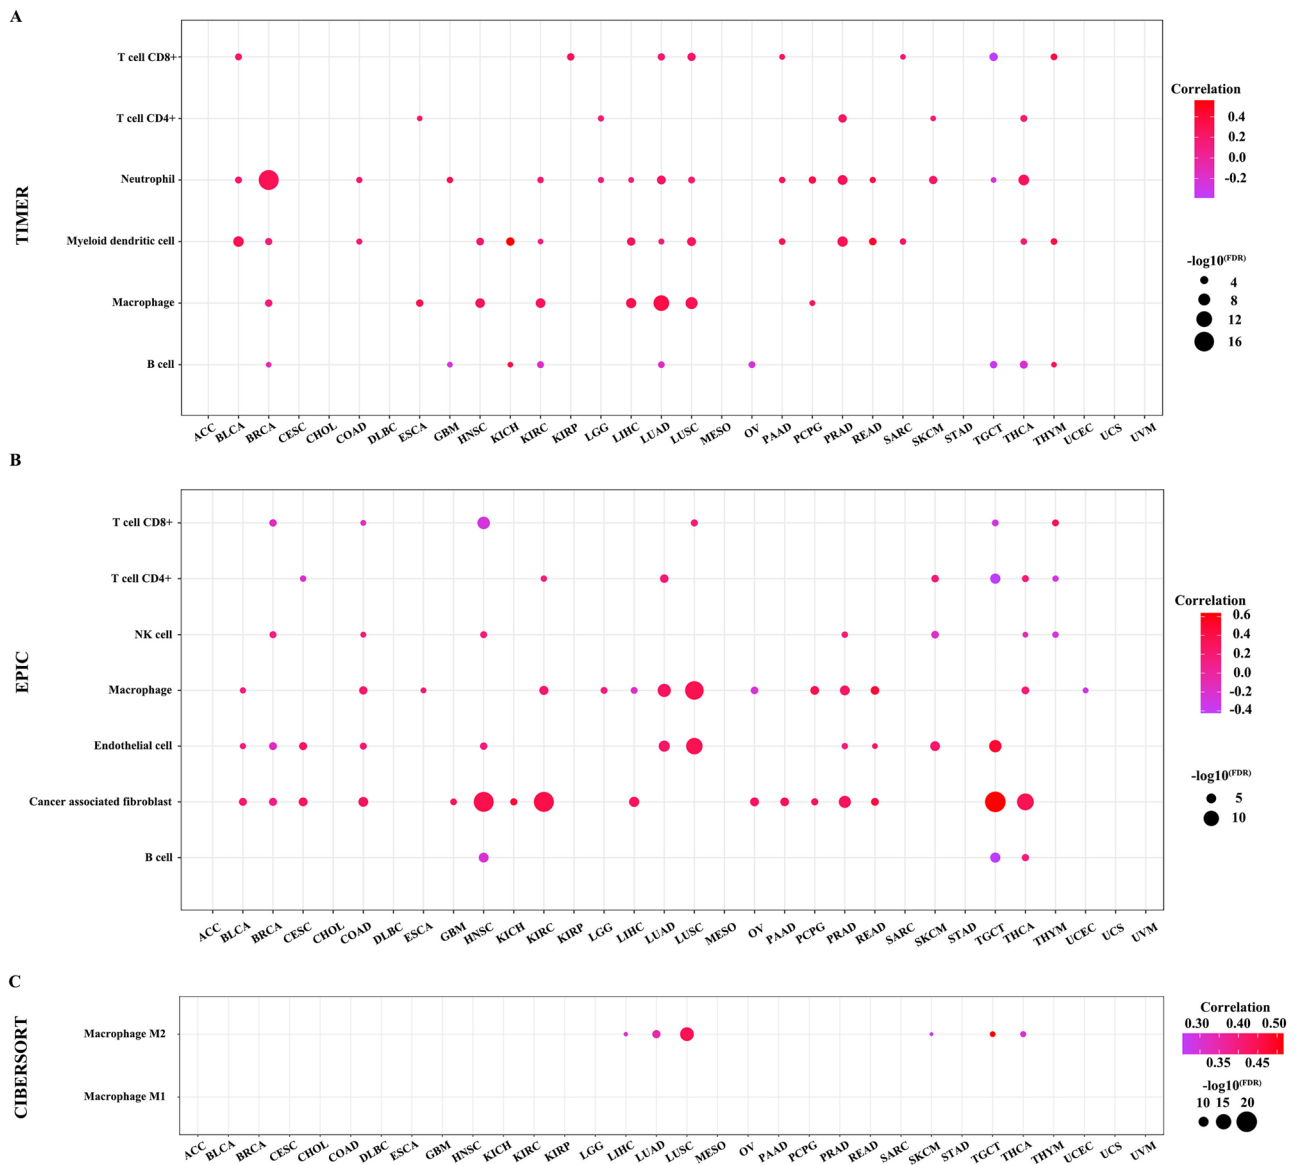 A
T cell CD8+
T cell CD4+
Neutrophil
Myeloid dendritic cell
Macrophage
B cell
TIMER
ACC BLCA BRCA CESC CHOL COAD DLBC ESCA GBM HNSC KICH KIRC KIRP LGG LIHC LUAD LUSC MESO OV PAAD PCPG PRAD READ SARC SKCM STAD TGCT THCA THYM UCEC UCS UVM
Correlation
0.4
0.2
0.0
-0.2
-log10(FDR)
4
8
12
16
B
T cell CD8+
T cell CD4+
NK cell
Macrophage
Endothelial cell
Cancer associated fibroblast
B cell
EPIC
ACC BLCA BRCA CESC CHOL COAD DLBC ESCA GBM HNSC KICH KIRC KIRP LGG LIHC LUAD LUSC MESO OV PAAD PCPG PRAD READ SARC SKCM STAD TGCT THCA THYM UCEC UCS UVM
Correlation
0.6
0.4
0.2
0.0
-0.2
-0.4
-log10(FDR)
5
10
C
Macrophage M2
Macrophage M1
CIBERSORT
ACC BLCA BRCA CESC CHOL COAD DLBC ESCA GBM HNSC KICH KIRC KIRP LGG LIHC LUAD LUSC MESO OV PAAD PCPG PRAD READ SARC SKCM STAD TGCT THCA THYM UCEC UCS UVM
Correlation
0.30 0.40 0.50
0.35 0.45
-log10(FDR)
10 15 20